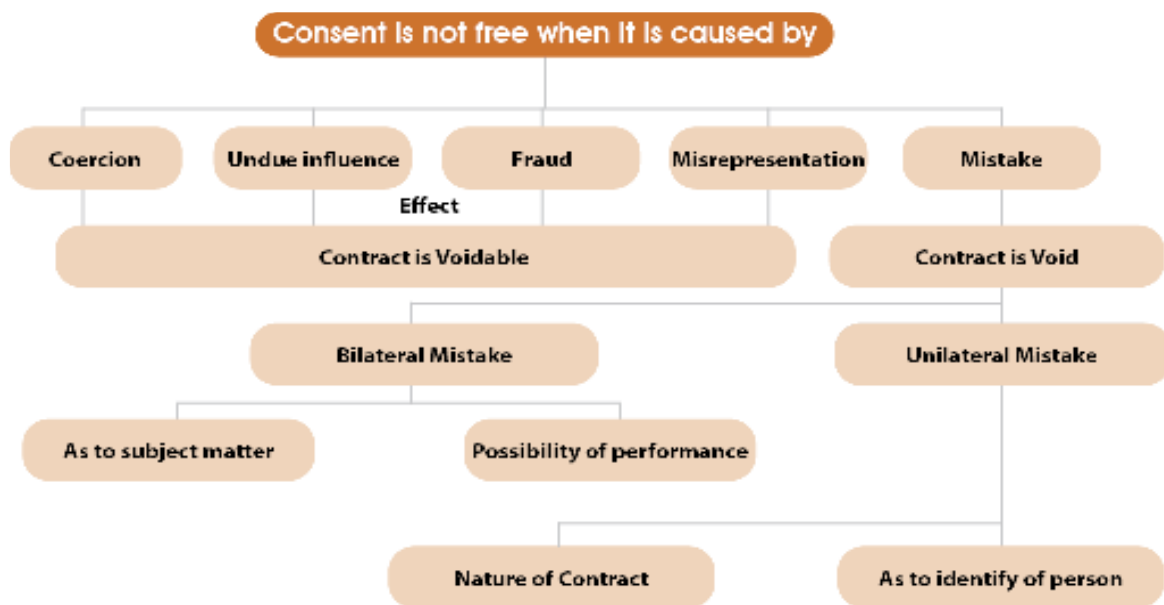 Consent is not free when it is caused by
Coercion
Undue influence
Fraud
Misrepresentation
Mistake
Effect
Contract is Voidable
Contract is Void
Bilateral Mistake
Unilateral Mistake
As to subject matter
Possibility of performance
Nature of Contract
As to identify of person